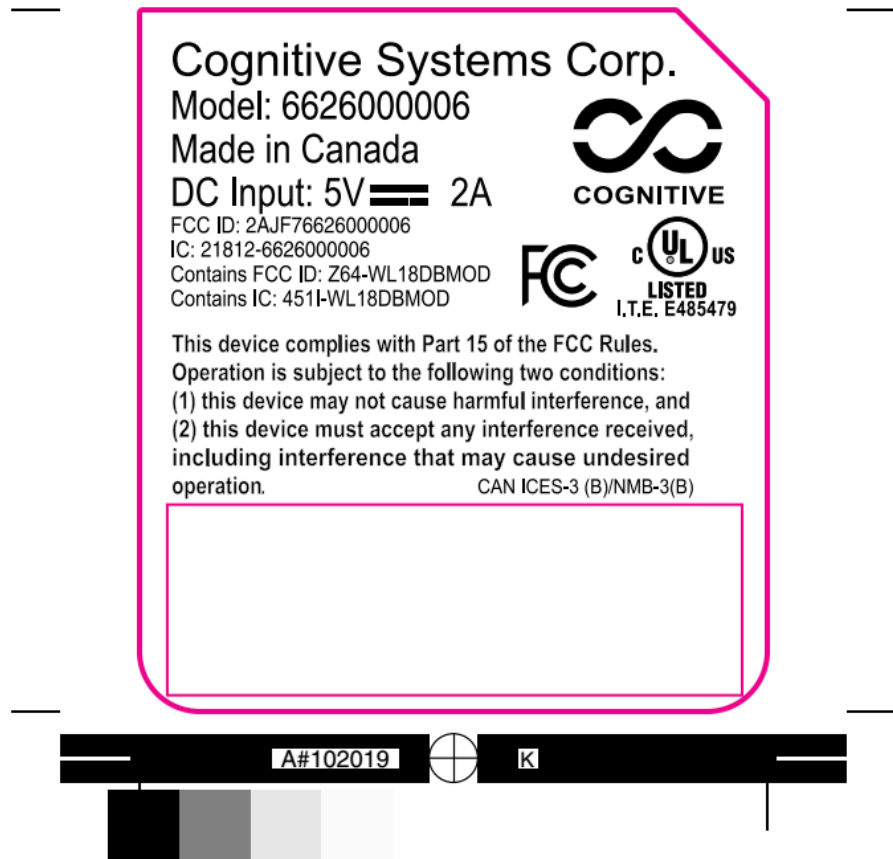 Cognitive Systems Corp.
Model: 6626000006
Made in Canada
DC Input: 5V 2A
COGNITIVE
FCC ID: 2AJF76626000006
IC: 21812-6626000006
Contains FCC ID: Z64-WL18DBMOD
Contains IC: 451I-WL18DBMOD
FC
C UL US
®
LISTED
I.T.E. E485479
This device complies with Part 15 of the FCC Rules.
Operation is subject to the following two conditions:
(1) this device may not cause harmful interference, and
(2) this device must accept any interference received,
including interference that may cause undesired
operation. CAN ICES-3 (B)/NMB-3(B)
A#102019 K